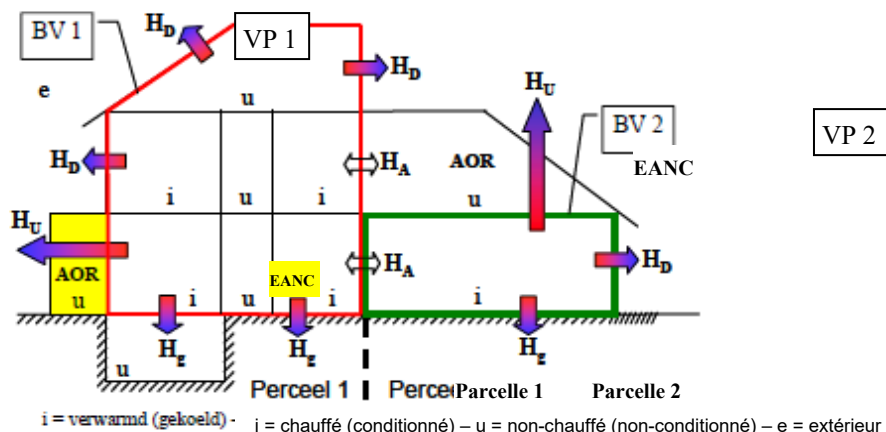 BV 1
H_D
VP 1
H_D
e
H_U
u
BV 2
VP 2
H_D
H_A
AOR
EANC
i
u
i
u
H_U
H_A
H_D
AOR
u
EANC
i
u
i
i
H_g
H_g
H_g
u
Perceel 1
Perce
Parcelle 1
Parcelle 2
i = verwarmd (gekoeld) -
i = chauffé (conditionné) – u = non-chauffé (non-conditionné) – e = extérieur